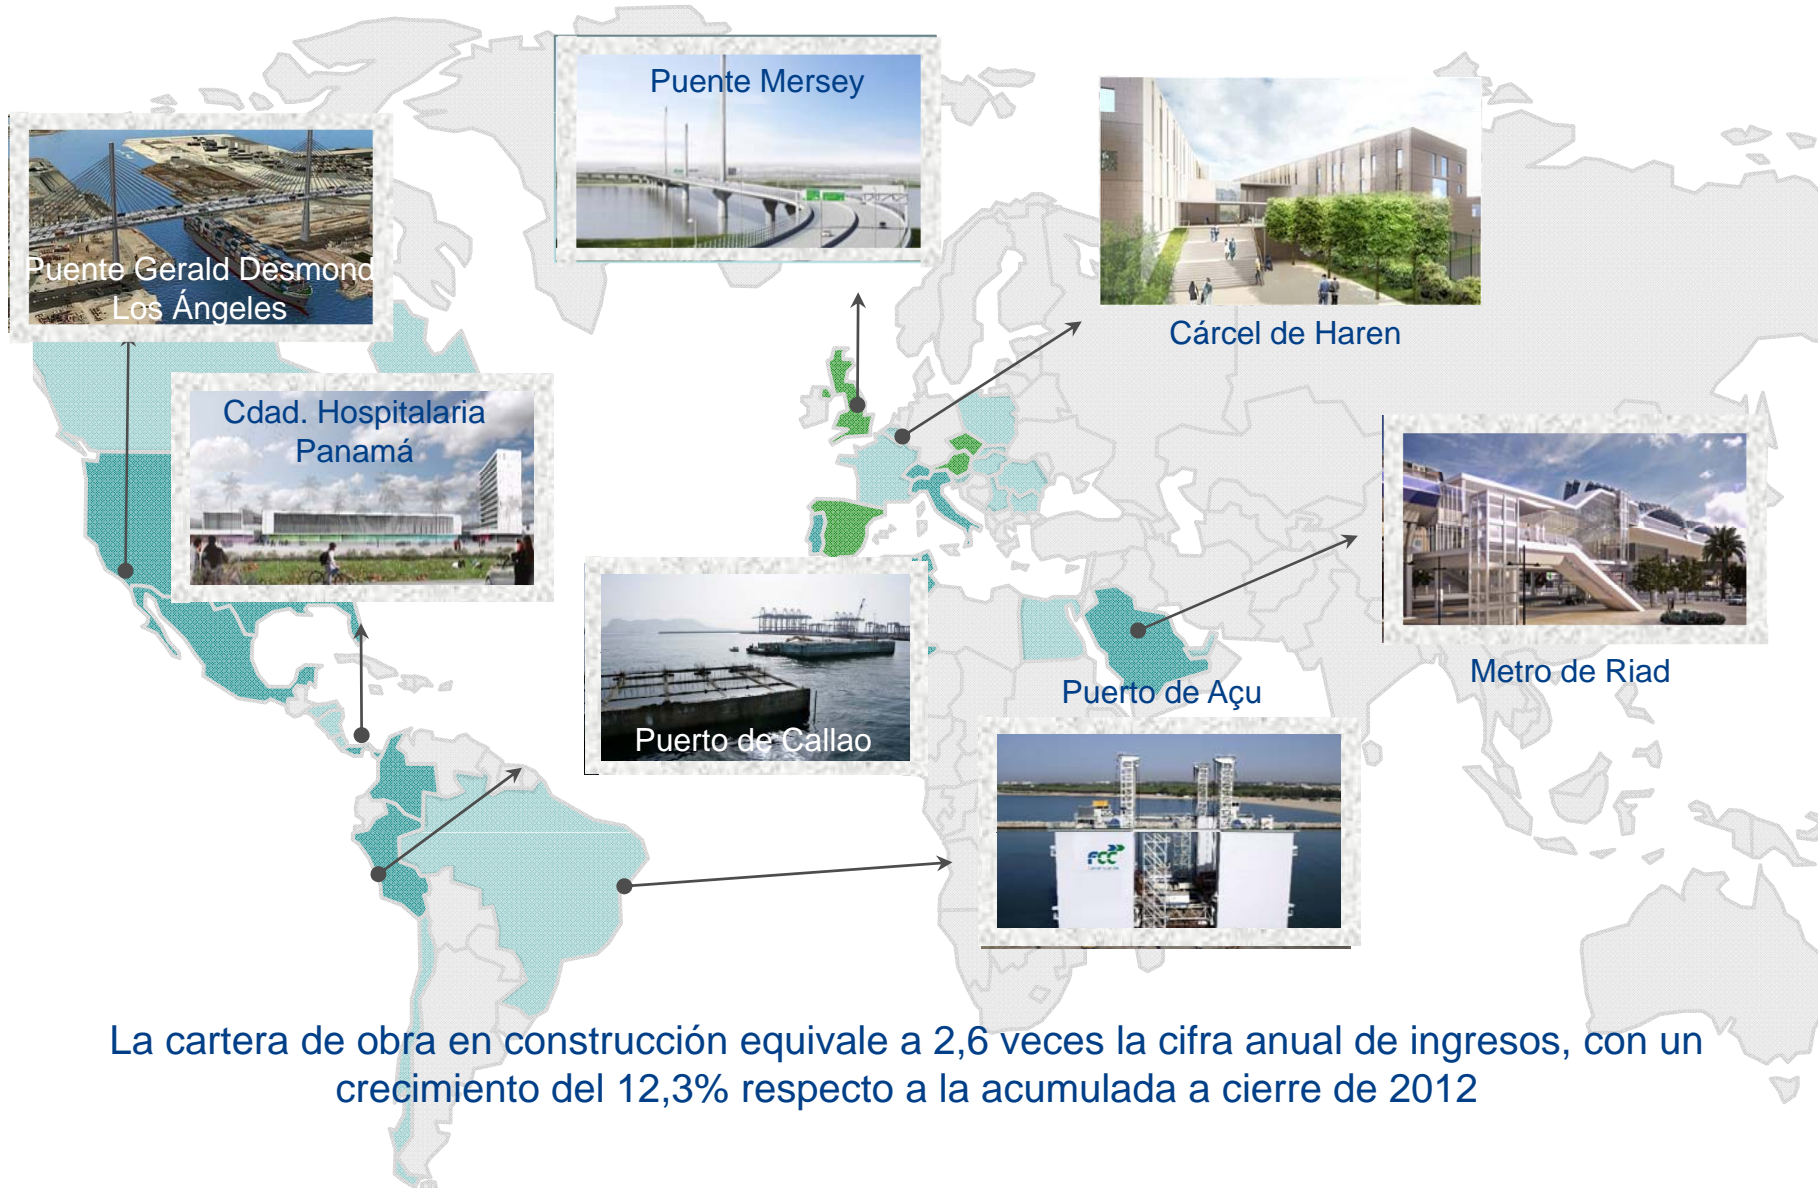 Puente Mersey
Puente Gerald Desmond
Los Ángeles
Cárcel de Haren
Cdad. Hospitalaria
Panamá
Metro de Riad
Puerto de Açu
Puerto de Callao
FCC
La cartera de obra en construcción equivale a 2,6 veces la cifra anual de ingresos, con un
crecimiento del 12,3% respecto a la acumulada a cierre de 2012